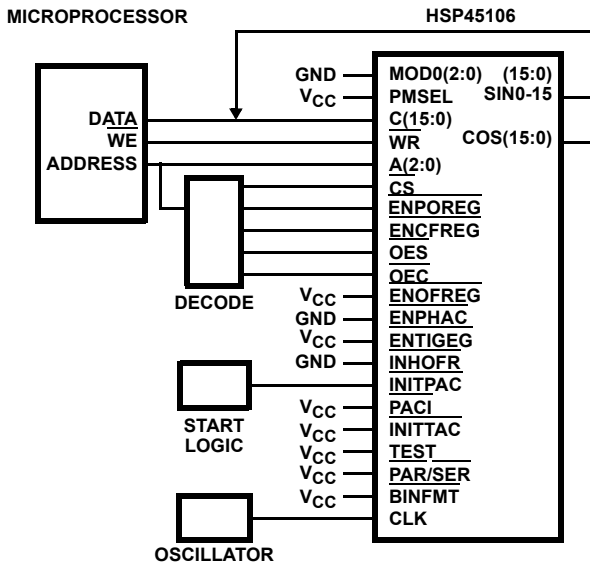 MICROPROCESSOR
HSP45106
DATA
WE
ADDRESS
DECODE
START
LOGIC
OSCILLATOR
GND
VCC
VCC
GND
VCC
GND
VCC
VCC
VCC
VCC
VCC
MOD0(2:0)
PMSEL
C(15:0)
WR
A(2:0)
CS
ENPOREG
ENCFREG
OES
OEC
ENOFREG
ENPHAC
ENTIGEG
INHOFR
INITPAC
PACI
INITTAC
TEST
PAR/SER
BINFMT
CLK
(15:0)
SIN0-15
COS(15:0)